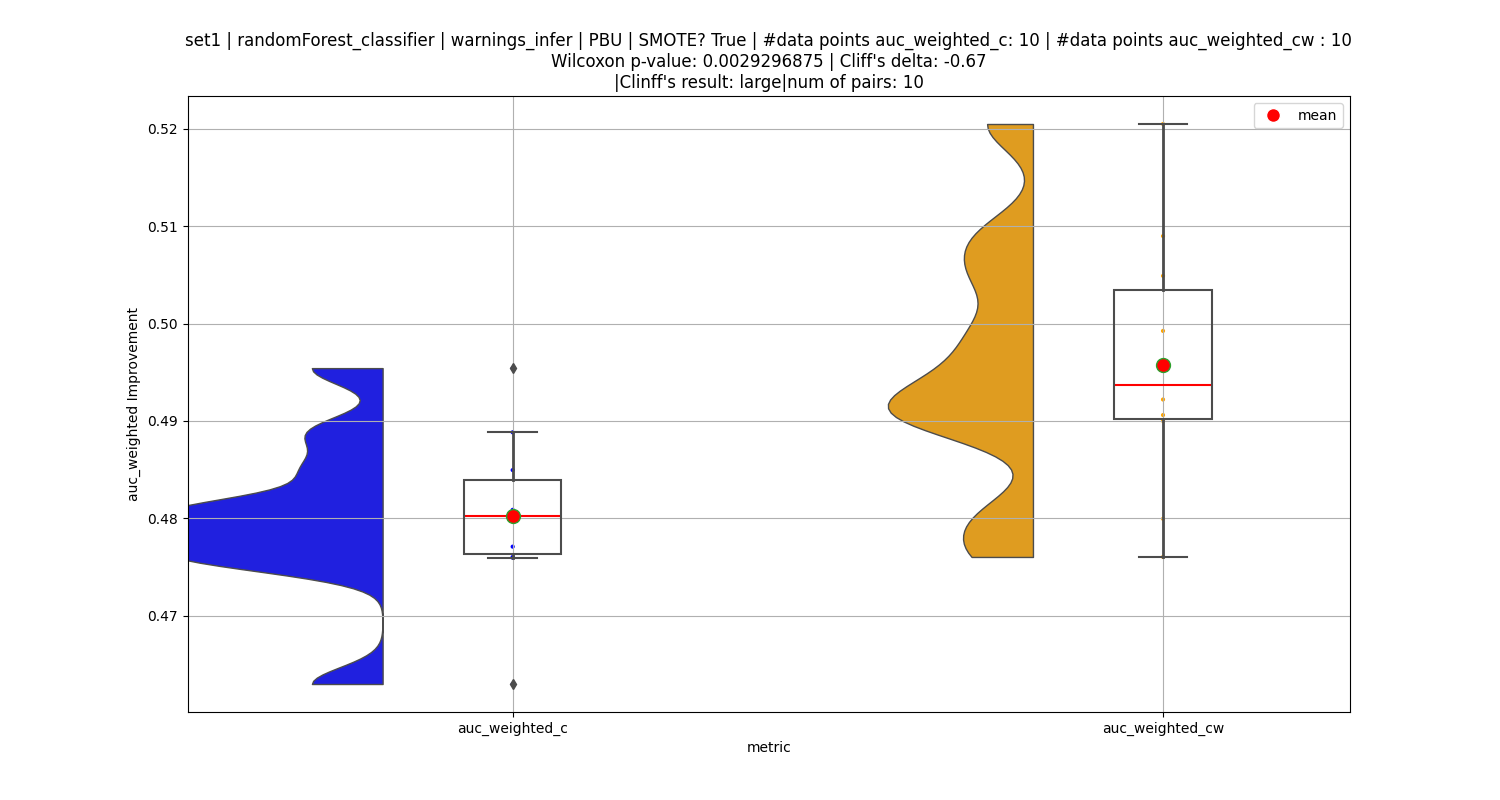 set1 | randomForest_classifier | warnings_infer | PBU | SMOTE? True | #data points auc_weighted_c: 10 | #data points auc_weighted_cw : 10
Wilcoxon p-value: 0.0029296875 | Cliff's delta: -0.67
|Clinff's result: large|num of pairs: 10
mean
0.52
0.51
0.50
0.49
0.48
0.47
auc_weighted Improvement
auc_weighted_c
auc_weighted_cw
metric